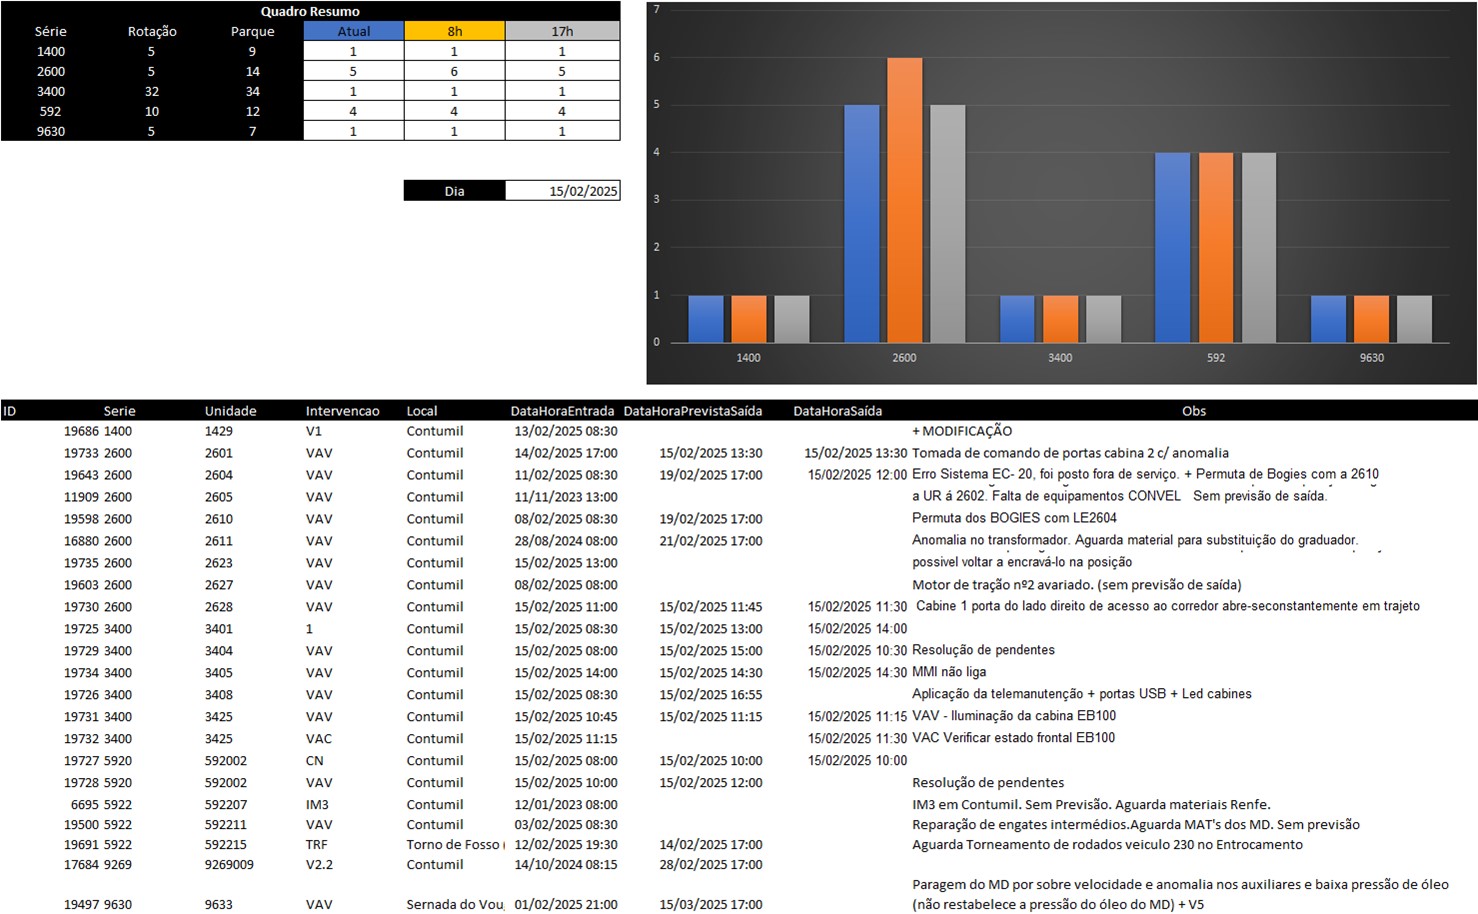 Quadro Resumo
Série Rotação Parque Atual 8h 17h
1400 5 9 1 1 1
2600 5 14 5 6 5
3400 32 34 1 1 1
592 10 12 4 4 4
9630 5 7 1 1 1
Dia 15/02/2025
7
6
5
4
3
2
1
0
1400 2600 3400 592 9630
ID Serie Unidade Intervencao Local DataHoraEntrada DataHoraPrevistaSaída DataHoraSaída Obs
19686 1400 1429 V1 Contumil 13/02/2025 08:30 + MODIFICAÇÃO
19733 2600 2601 VAV Contumil 14/02/2025 17:00 15/02/2025 13:30 15/02/2025 13:30 Tomada de comando de portas cabina 2 c/ anomalia
19643 2600 2604 VAV Contumil 11/02/2025 08:30 19/02/2025 17:00 15/02/2025 12:00 Erro Sistema EC- 20, foi posto fora de serviço. + Permuta de Bogies com a 2610
11909 2600 2605 VAV Contumil 11/11/2023 13:00 a UR á 2602. Falta de equipamentos CONVEL Sem previsão de saída.
19598 2600 2610 VAV Contumil 08/02/2025 08:30 19/02/2025 17:00 Permuta dos BOGIES com LE2604
16880 2600 2611 VAV Contumil 28/08/2024 08:00 21/02/2025 17:00 Anomalia no transformador. Aguarda material para substituição do graduador.
19735 2600 2623 VAV Contumil 15/02/2025 13:00 possivel voltar a encravá-lo na posição
19603 2600 2627 VAV Contumil 08/02/2025 08:00 Motor de tração nº2 avariado. (sem previsão de saída)
19730 2600 2628 VAV Contumil 15/02/2025 11:00 15/02/2025 11:45 15/02/2025 11:30 Cabine 1 porta do lado direito de acesso ao corredor abre-seconstantemente em trajeto
19725 3400 3401 1 Contumil 15/02/2025 08:30 15/02/2025 13:00 15/02/2025 14:00
19729 3400 3404 VAV Contumil 15/02/2025 08:00 15/02/2025 15:00 15/02/2025 10:30 Resolução de pendentes
19734 3400 3405 VAV Contumil 15/02/2025 14:00 15/02/2025 14:30 15/02/2025 14:30 MMI não liga
19726 3400 3408 VAV Contumil 15/02/2025 08:30 15/02/2025 16:55 Aplicação da telemanutenção + portas USB + Led cabines
19731 3400 3425 VAV Contumil 15/02/2025 10:45 15/02/2025 11:15 15/02/2025 11:15 VAV - Iluminação da cabina EB100
19732 3400 3425 VAC Contumil 15/02/2025 11:15 15/02/2025 11:30 VAC Verificar estado frontal EB100
19727 5920 592002 CN Contumil 15/02/2025 08:00 15/02/2025 10:00 15/02/2025 10:00
19728 5920 592002 VAV Contumil 15/02/2025 10:00 15/02/2025 12:00 Resolução de pendentes
6695 5922 592207 IM3 Contumil 12/01/2023 08:00 IM3 em Contumil. Sem Previsão. Aguarda materiais Renfe.
19500 5922 592211 VAV Contumil 03/02/2025 08:30 Reparação de engates intermédios.Aguarda MAT's dos MD. Sem previsão
19691 5922 592215 TRF Torno de Fosso ( 12/02/2025 19:30 14/02/2025 17:00 Aguarda Torneamento de rodados veiculo 230 no Entrocamento
17684 9269 9269009 V2.2 Contumil 14/10/2024 08:15 28/02/2025 17:00
Paragem do MD por sobre velocidade e anomalia nos auxiliares e baixa pressão de óleo
19497 9630 9633 VAV Sernada do Vou 01/02/2025 21:00 15/03/2025 17:00 (não restabelece a pressão do óleo do MD) + V5